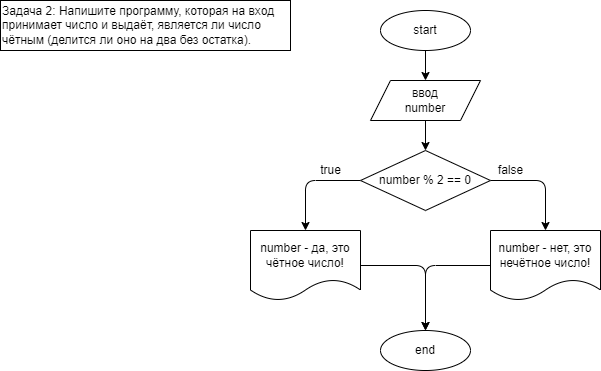 Задача 2: Напишите программу, которая на вход
принимает число и выдаёт, является ли число
чётным (делится ли оно на два без остатка).
start
ввод
number
true
number % 2 == 0
false
number - да, это
чётное число!
number - нет, это
нечётное число!
end